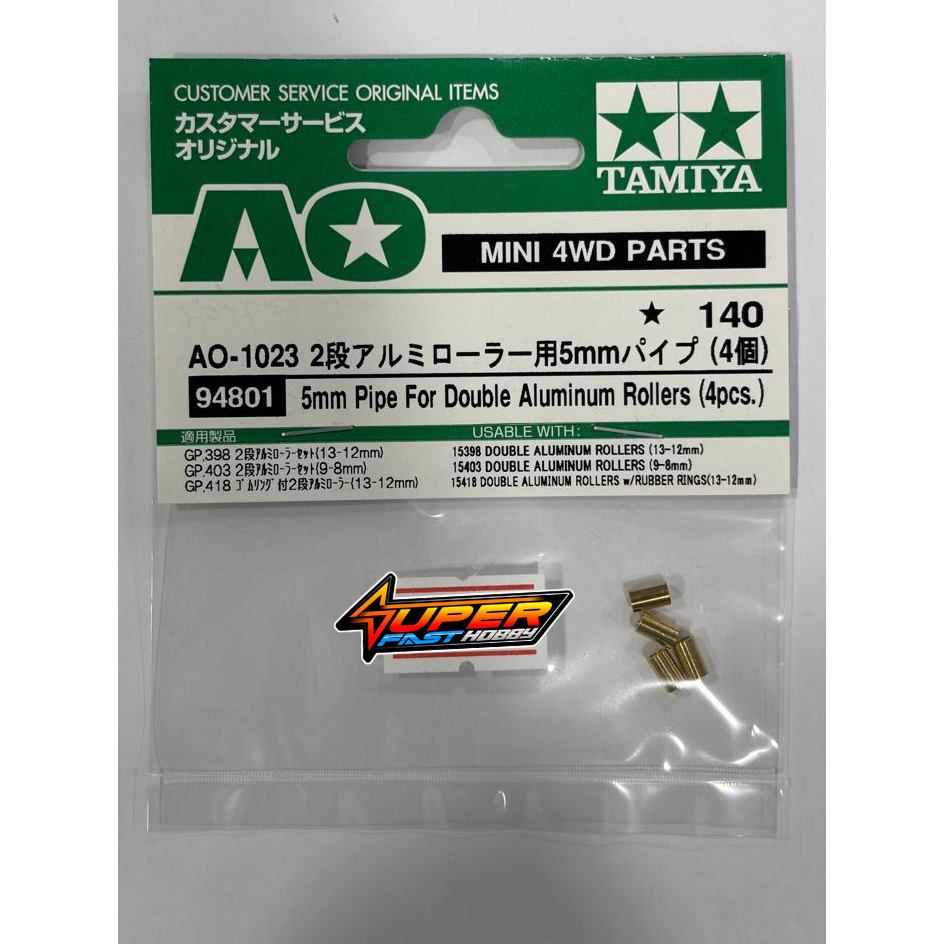 CUSTOMER SERVICE ORIGINAL ITEMS
カスタマーサービス
オリジナル
TAMIYA
AO
MINI 4WD PARTS
★ 140
AO-1023 2段アルミローラー用5mmパイプ (4個)
94801 5mm Pipe For Double Aluminum Rollers (4pcs.)
適用製品
GP.398 2段ｱﾙﾐﾛｰﾗｰｾｯﾄ(13-12mm)
GP.403 2段ｱﾙﾐﾛｰﾗｰｾｯﾄ(9-8mm)
GP.418 ｺﾞﾑﾘﾝｸﾞ付2段ｱﾙﾐﾛｰﾗｰ(13-12mm)
USABLE WITH:
15398 DOUBLE ALUMINUM ROLLERS (13-12mm)
15403 DOUBLE ALUMINUM ROLLERS (9-8mm)
15418 DOUBLE ALUMINUM ROLLERS w/RUBBER RINGS(13-12mm)
SUPER
FAST HOBBY